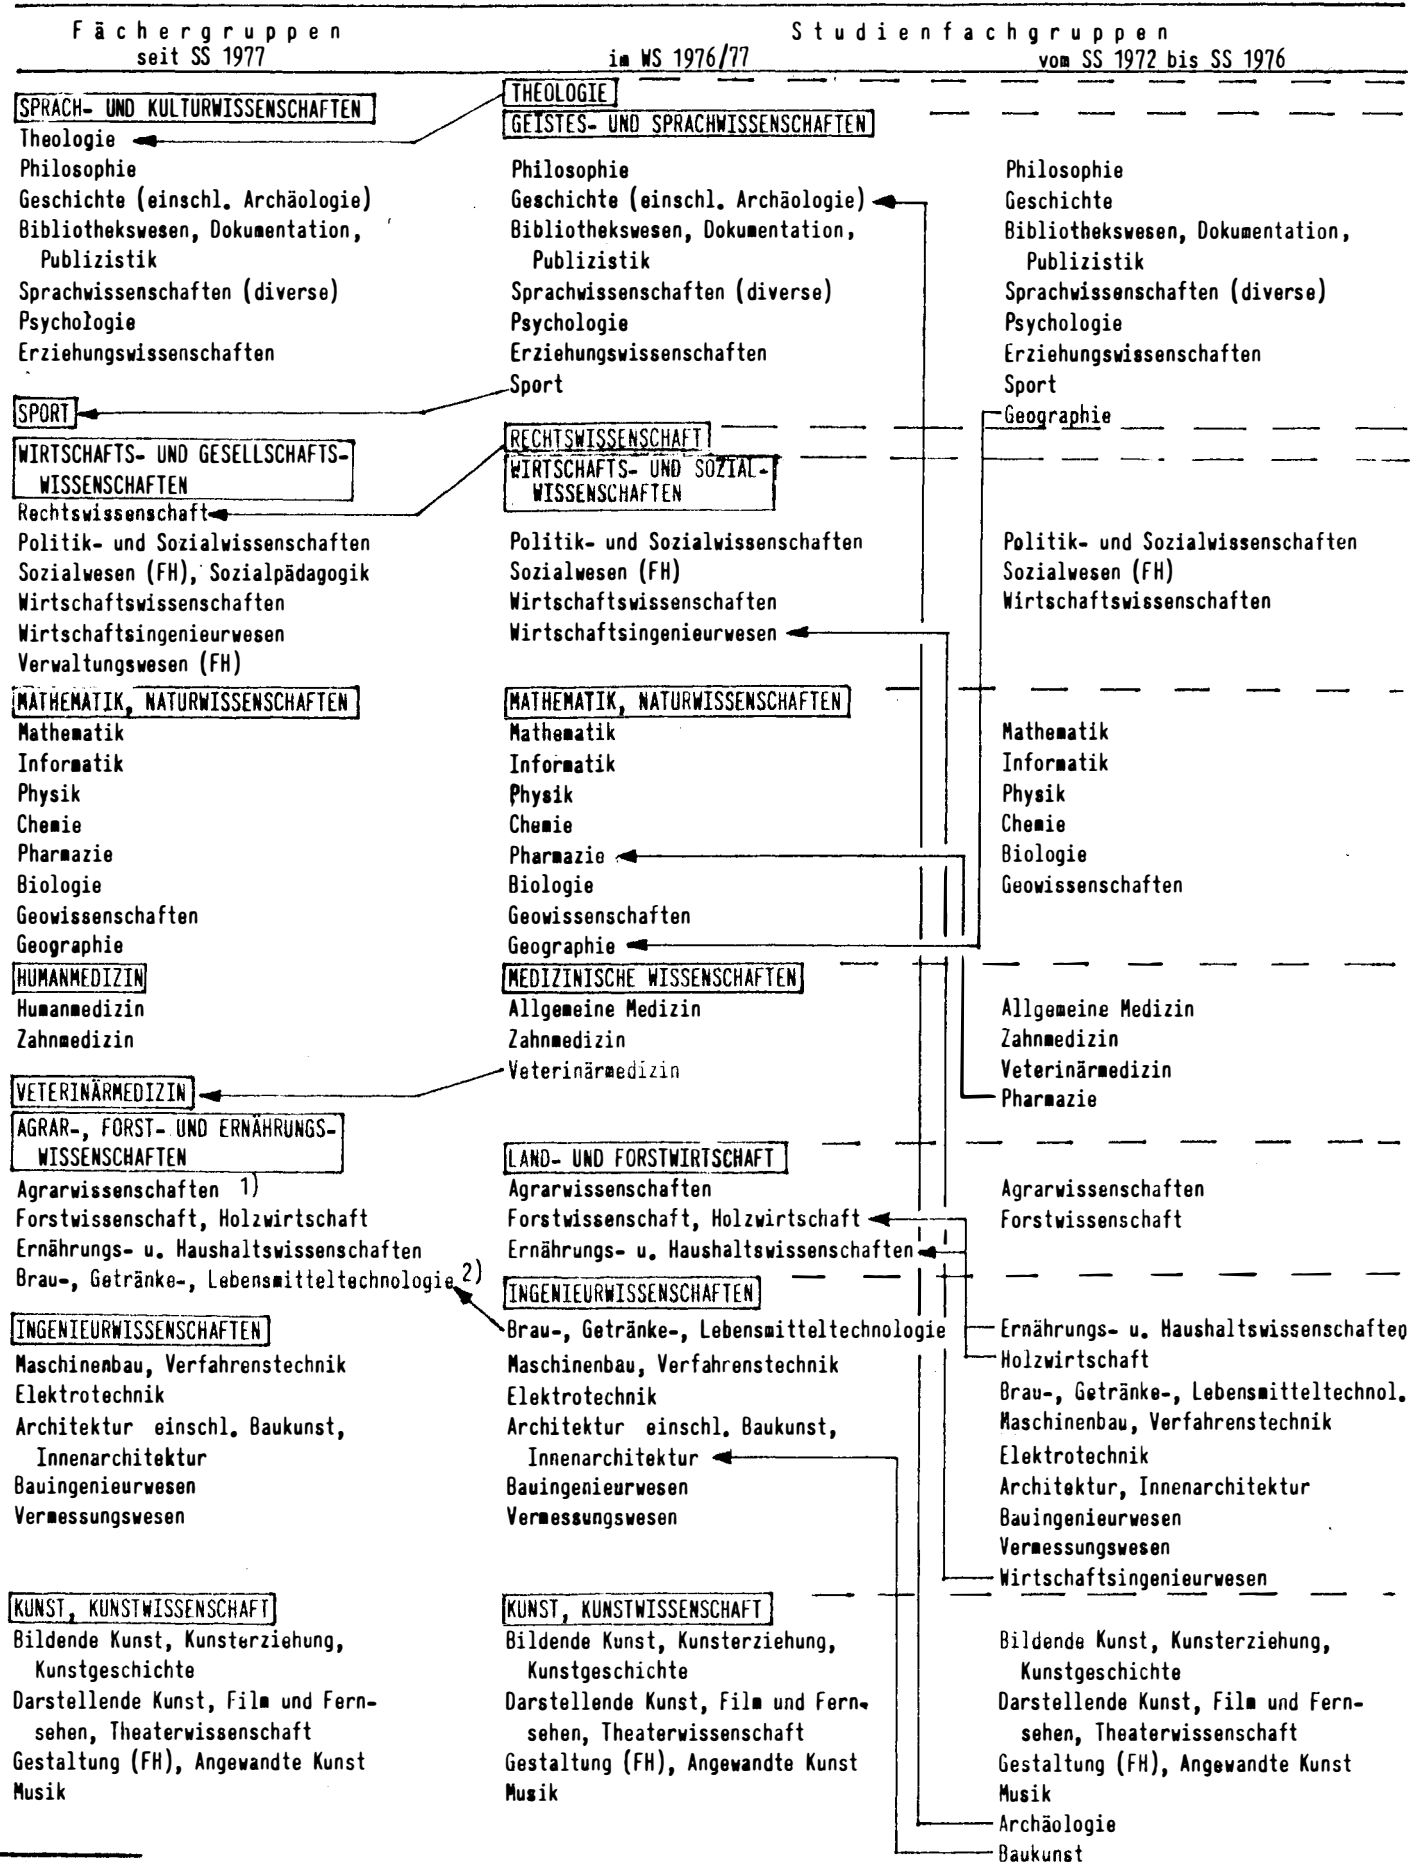 Fächergruppen
seit SS 1977
Studienfachgruppen
im WS 1976/77
vom SS 1972 bis SS 1976
SPRACH- UND KULTURWISSENSCHAFTEN
Theologie
Philosophie
Geschichte (einschl. Archäologie)
Bibliothekswesen, Dokumentation,
Publizistik
Sprachwissenschaften (diverse)
Psychologie
Erziehungswissenschaften
SPORT
WIRTSCHAFTS- UND GESELLSCHAFTS-
WISSENSCHAFTEN
Rechtswissenschaft
Politik- und Sozialwissenschaften
Sozialwesen (FH), Sozialpädagogik
Wirtschaftswissenschaften
Wirtschaftsingenieurwesen
Verwaltungswesen (FH)
MATHEMATIK, NATURWISSENSCHAFTEN
Mathematik
Informatik
Physik
Chemie
Pharmazie
Biologie
Geowissenschaften
Geographie
HUMANMEDIZIN
Humanmedizin
Zahnmedizin
VETERINÄRMEDIZIN
AGRAR-, FORST- UND ERNÄHRUNGS-
WISSENSCHAFTEN
Agrarwissenschaften 1)
Forstwissenschaft, Holzwirtschaft
Ernährungs- u. Haushaltswissenschaften
Brau-, Getränke-, Lebensmitteltechnologie 2)
INGENIEURWISSENSCHAFTEN
Maschinenbau, Verfahrenstechnik
Elektrotechnik
Architektur einschl. Baukunst,
Innenarchitektur
Bauingenieurwesen
Vermessungswesen
KUNST, KUNSTWISSENSCHAFT
Bildende Kunst, Kunsterziehung,
Kunstgeschichte
Darstellende Kunst, Film und Fern-
sehen, Theaterwissenschaft
Gestaltung (FH), Angewandte Kunst
Musik
THEOLOGIE
GEISTES- UND SPRACHWISSENSCHAFTEN
Philosophie
Geschichte (einschl. Archäologie)
Bibliothekswesen, Dokumentation,
Publizistik
Sprachwissenschaften (diverse)
Psychologie
Erziehungswissenschaften
Sport
RECHTSWISSENSCHAFT
WIRTSCHAFTS- UND SOZIAL-
WISSENSCHAFTEN
Politik- und Sozialwissenschaften
Sozialwesen (FH)
Wirtschaftswissenschaften
Wirtschaftsingenieurwesen
MATHEMATIK, NATURWISSENSCHAFTEN
Mathematik
Informatik
Physik
Chemie
Pharmazie
Biologie
Geowissenschaften
Geographie
MEDIZINISCHE WISSENSCHAFTEN
Allgemeine Medizin
Zahnmedizin
Veterinärmedizin
LAND- UND FORSTWIRTSCHAFT
Agrarwissenschaften
Forstwissenschaft, Holzwirtschaft
Ernährungs- u. Haushaltswissenschaften
INGENIEURWISSENSCHAFTEN
Brau-, Getränke-, Lebensmitteltechnologie
Maschinenbau, Verfahrenstechnik
Elektrotechnik
Architektur einschl. Baukunst,
Innenarchitektur
Bauingenieurwesen
Vermessungswesen
KUNST, KUNSTWISSENSCHAFT
Bildende Kunst, Kunsterziehung,
Kunstgeschichte
Darstellende Kunst, Film und Fern-
sehen, Theaterwissenschaft
Gestaltung (FH), Angewandte Kunst
Musik
Philosophie
Geschichte
Bibliothekswesen, Dokumentation,
Publizistik
Sprachwissenschaften (diverse)
Psychologie
Erziehungswissenschaften
Sport
Geographie
Politik- und Sozialwissenschaften
Sozialwesen (FH)
Wirtschaftswissenschaften
Mathematik
Informatik
Physik
Chemie
Biologie
Geowissenschaften
Allgemeine Medizin
Zahnmedizin
Veterinärmedizin
Pharmazie
Agrarwissenschaften
Forstwissenschaft
Ernährungs- u. Haushaltswissenschaften
Holzwirtschaft
Brau-, Getränke-, Lebensmitteltechnol.
Maschinenbau, Verfahrenstechnik
Elektrotechnik
Architektur, Innenarchitektur
Bauingenieurwesen
Vermessungswesen
Wirtschaftsingenieurwesen
Bildende Kunst, Kunsterziehung,
Kunstgeschichte
Darstellende Kunst, Film und Fern-
sehen, Theaterwissenschaft
Gestaltung (FH), Angewandte Kunst
Musik
Archäologie
Baukunst